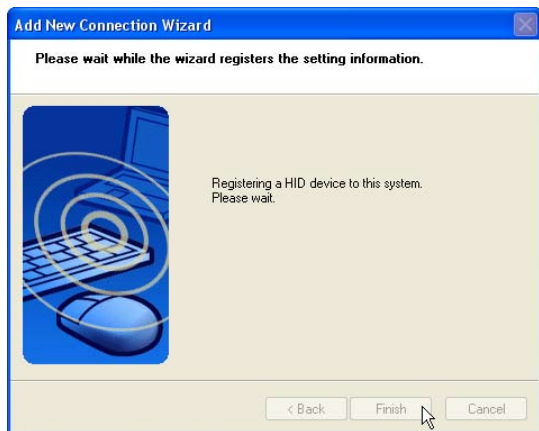 Add New Connection Wizard
Please wait while the wizard registers the setting information.
Registering a HID device to this system.
Please wait.
< Back
Finish
Cancel